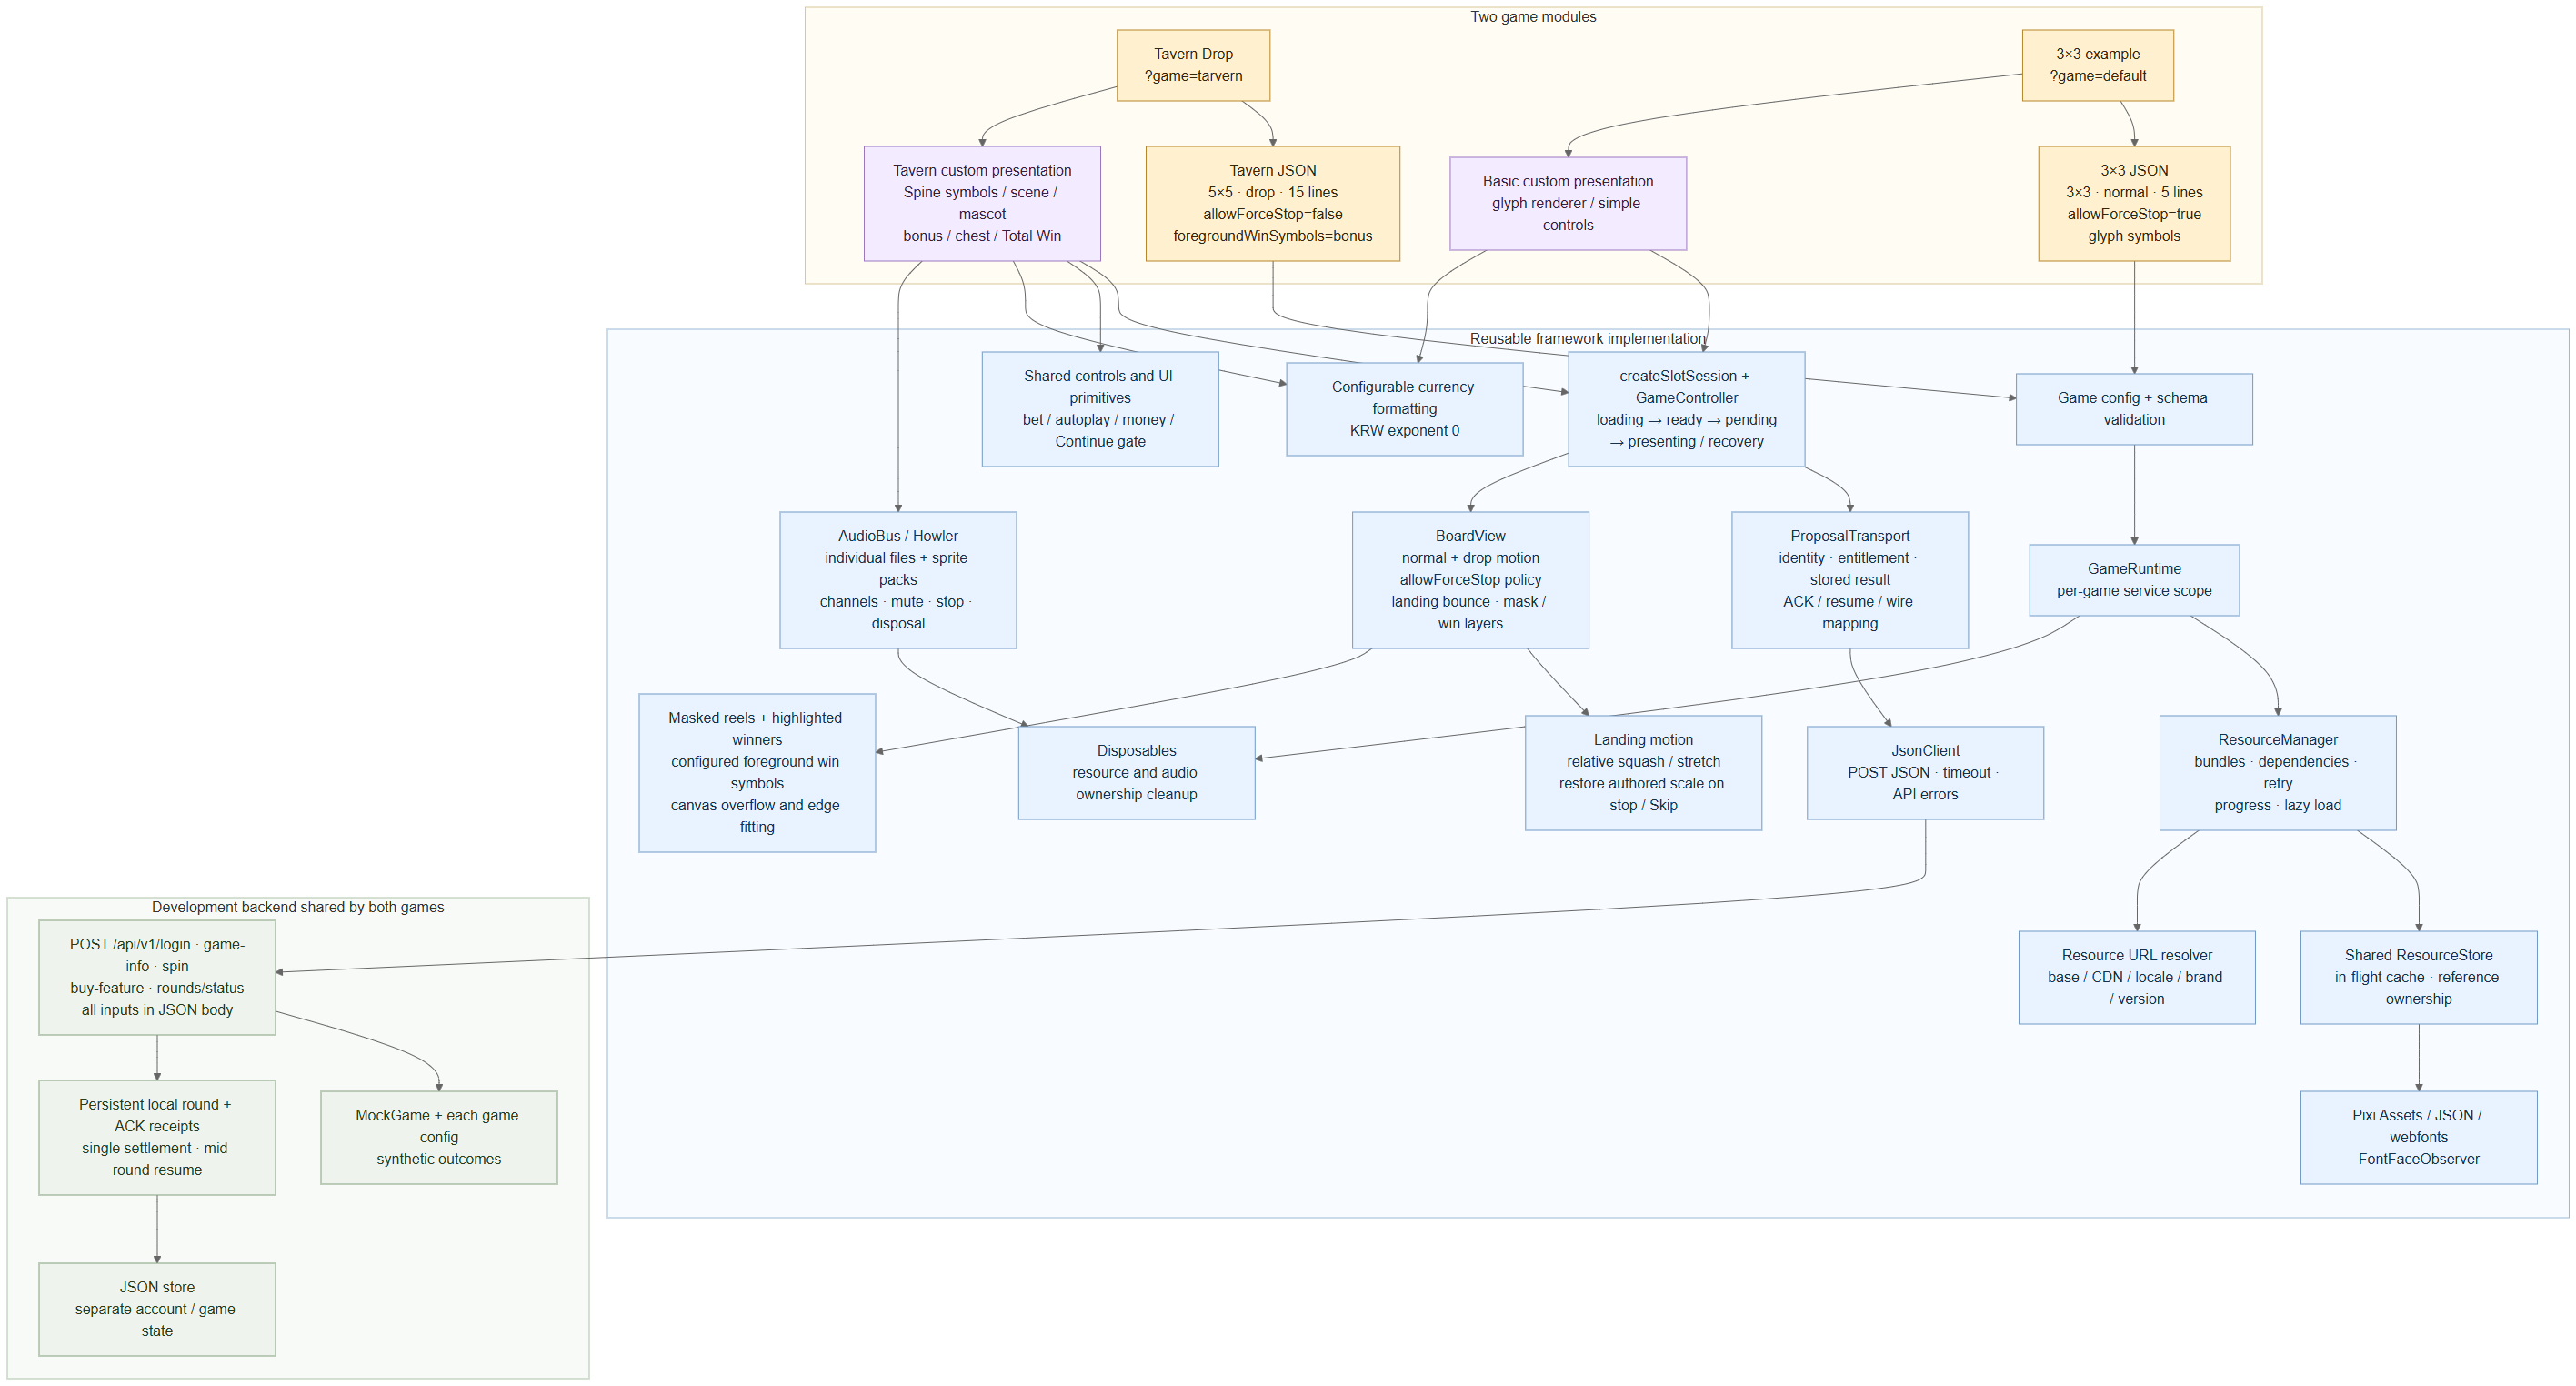 Two game modules
Tavern Drop
?game=tarvern
3×3 example
?game=default
Tavern custom presentation
Spine symbols / scene /
mascot
bonus / chest / Total Win
Tavern JSON
5×5 · drop · 15 lines
allowForceStop=false
foregroundWinSymbols=bonus
Basic custom presentation
glyph renderer / simple
controls
3×3 JSON
3×3 · normal · 5 lines
allowForceStop=true
glyph symbols
Reusable framework implementation
Shared controls and UI
primitives
bet / autoplay / money /
Continue gate
Configurable currency
formatting
KRW exponent 0
createSlotSession +
GameController
loading → ready → pending
→ presenting / recovery
Game config + schema
validation
AudioBus / Howler
individual files + sprite
packs
channels · mute · stop ·
disposal
BoardView
normal + drop motion
allowForceStop policy
landing bounce · mask /
win layers
ProposalTransport
identity · entitlement ·
stored result
ACK / resume / wire
mapping
GameRuntime
per-game service scope
Masked reels + highlighted
winners
configured foreground win
symbols
canvas overflow and edge
fitting
Disposables
resource and audio
ownership cleanup
Landing motion
relative squash / stretch
restore authored scale on
stop / Skip
JsonClient
POST JSON · timeout ·
API errors
ResourceManager
bundles · dependencies ·
retry
progress · lazy load
Resource URL resolver
base / CDN / locale / brand
/ version
Shared ResourceStore
in-flight cache · reference
ownership
Pixi Assets / JSON /
webfonts
FontFaceObserver
Development backend shared by both games
POST /api/v1/login · game-
info · spin
buy-feature · rounds/status
all inputs in JSON body
Persistent local round +
ACK receipts
single settlement · mid-
round resume
MockGame + each game
config
synthetic outcomes
JSON store
separate account / game
state